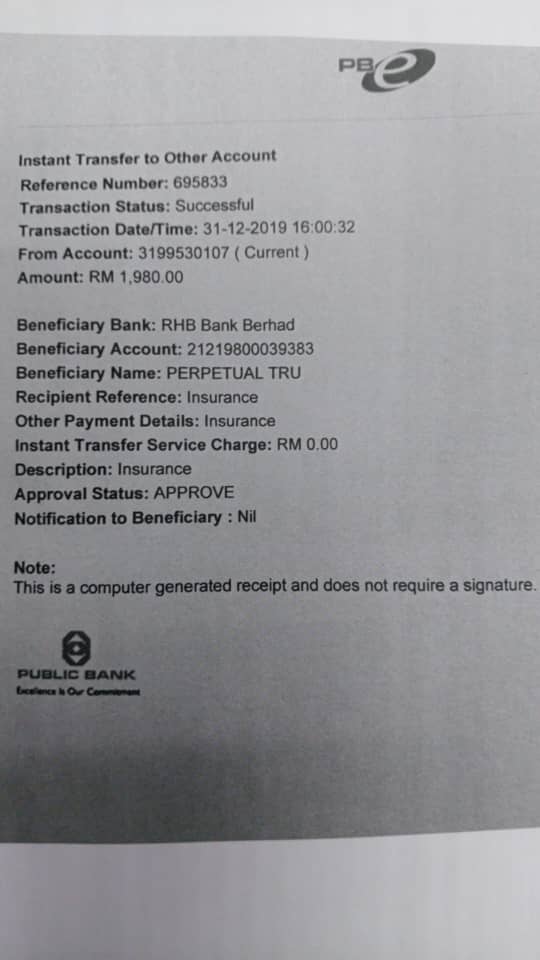 PBe
Instant Transfer to Other Account
Reference Number: 695833
Transaction Status: Successful
Transaction Date/Time: 31-12-2019 16:00:32
From Account: 3199530107 ( Current )
Amount: RM 1,980.00
Beneficiary Bank: RHB Bank Berhad
Beneficiary Account: 21219800039383
Beneficiary Name: PERPETUAL TRU
Recipient Reference: Insurance
Other Payment Details: Insurance
Instant Transfer Service Charge: RM 0.00
Description: Insurance
Approval Status: APPROVE
Notification to Beneficiary : Nil
Note:
This is a computer generated receipt and does not require a signature.
PUBLIC BANK
Excellence Is Our Commitment